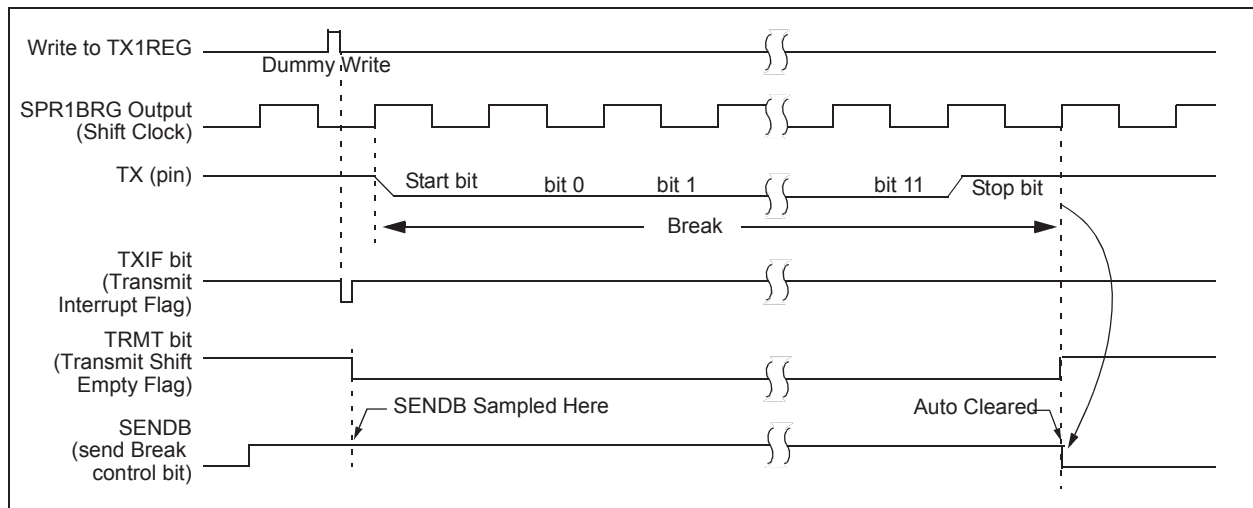 Write to TX1REG
Dummy Write
SPR1BRG Output
(Shift Clock)
TX (pin)
Start bit
bit 0
bit 1
bit 11
Stop bit
Break
TXIF bit
(Transmit
Interrupt Flag)
TRMT bit
(Transmit Shift
Empty Flag)
SENDB Sampled Here
Auto Cleared
SENDB
(send Break
control bit)